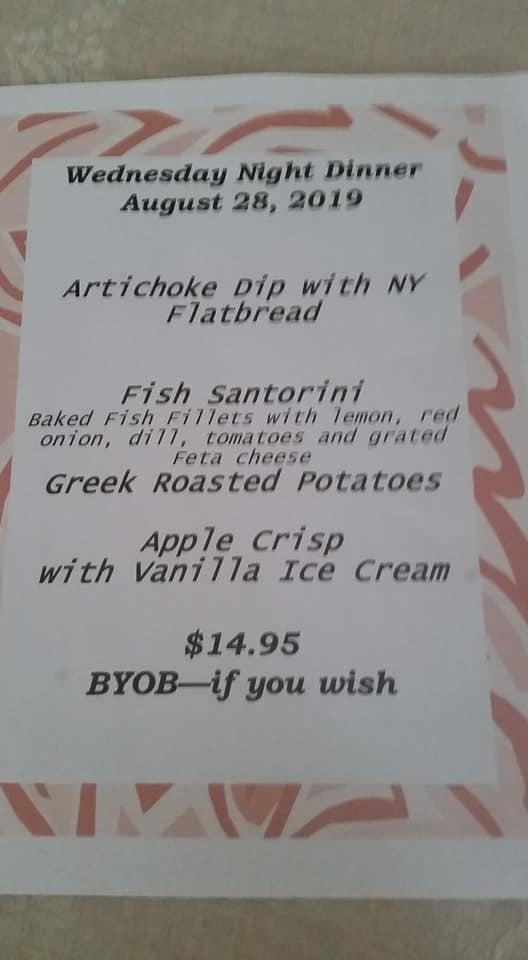 Wednesday Night Dinner
August 28, 2019
Artichoke Dip with NY
Flatbread
Fish Santorini
Baked Fish Fillets with lemon, red
onion, dill, tomatoes and grated
Feta cheese
Greek Roasted Potatoes
Apple Crisp
with Vanilla Ice Cream
$14.95
BYOB—if you wish